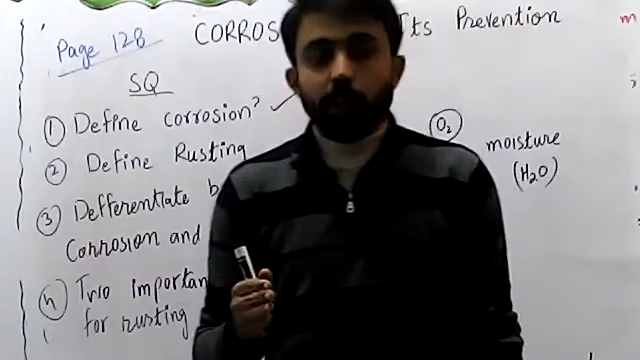 Page 128
CORROS Its Prevention
SQ
① Define corrosion?
② Define Rusting
③ Defferentiate b
Corrosion and
④ Two importan
for rusting
O₂
moisture
(H₂O)
m